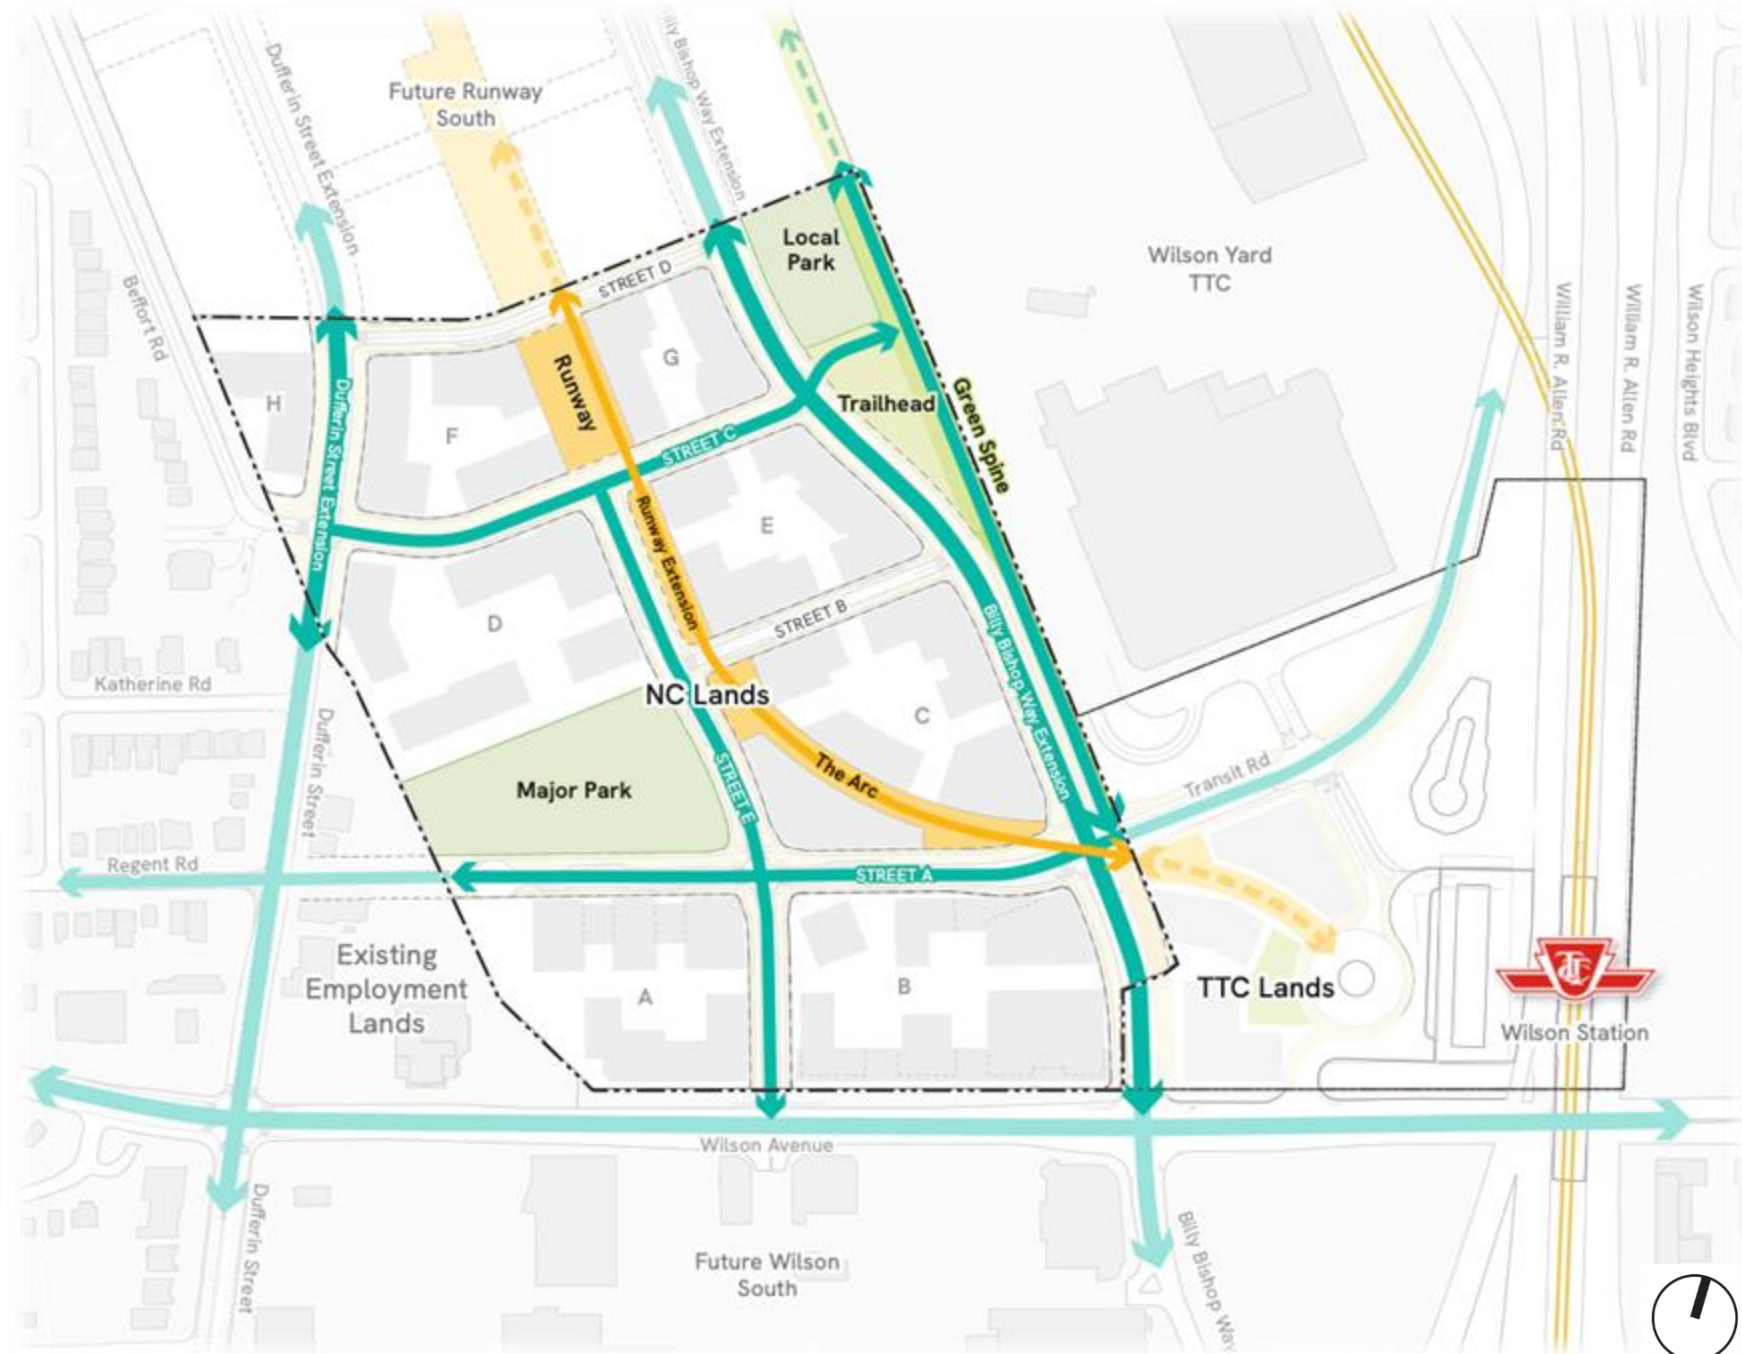 Dufferin Street Extension
Future Runway
South
Billy Bishop Way Extension
Local
Park
Wilson Yard
TTC
STREET D
Beffort Rd
William R. Allen Rd
William R. Allen Rd
Wilson Heights Blvd
G
Runway
H
Dufferin Street Extension
F
Trailhead
Green Spine
STREET C
Runway Extension
E
D
STREET B
Billy Bishop Way Extension
Katherine Rd
NC Lands
C
Dufferin Street
The Arc
Transit Rd
STREET E
Major Park
Regent Rd
STREET A
Existing
Employment
Lands
A
B
TTC Lands
TTC
Wilson Station
Wilson Avenue
Dufferin Street
Billy Bishop Way
Future Wilson
South